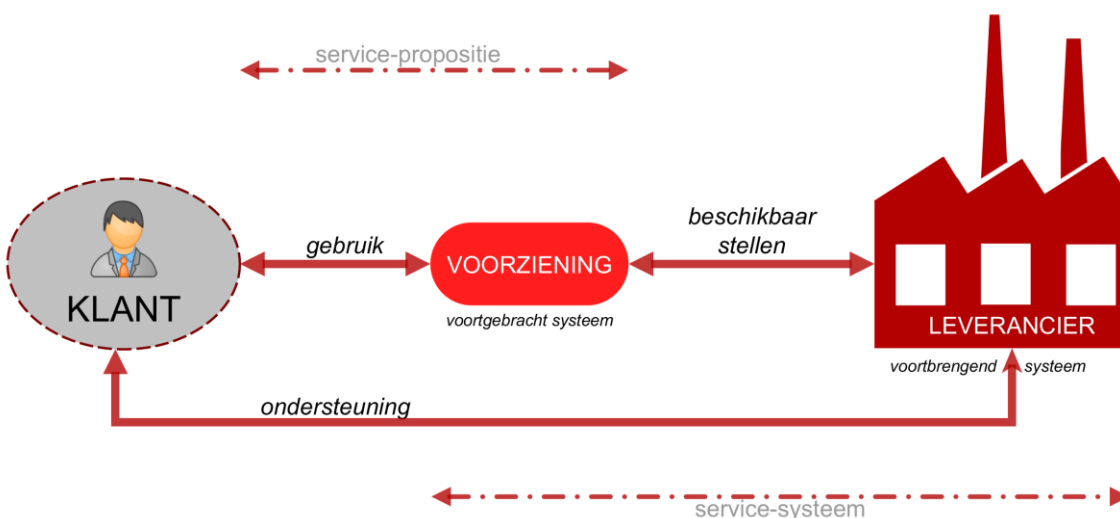 service-propositie
beschikbaar
stellen
gebruik
VOORZIENING
KLANT
voortgebracht systeem
LEVERANCIER
voortbrengend systeem
ondersteuning
service-systeem